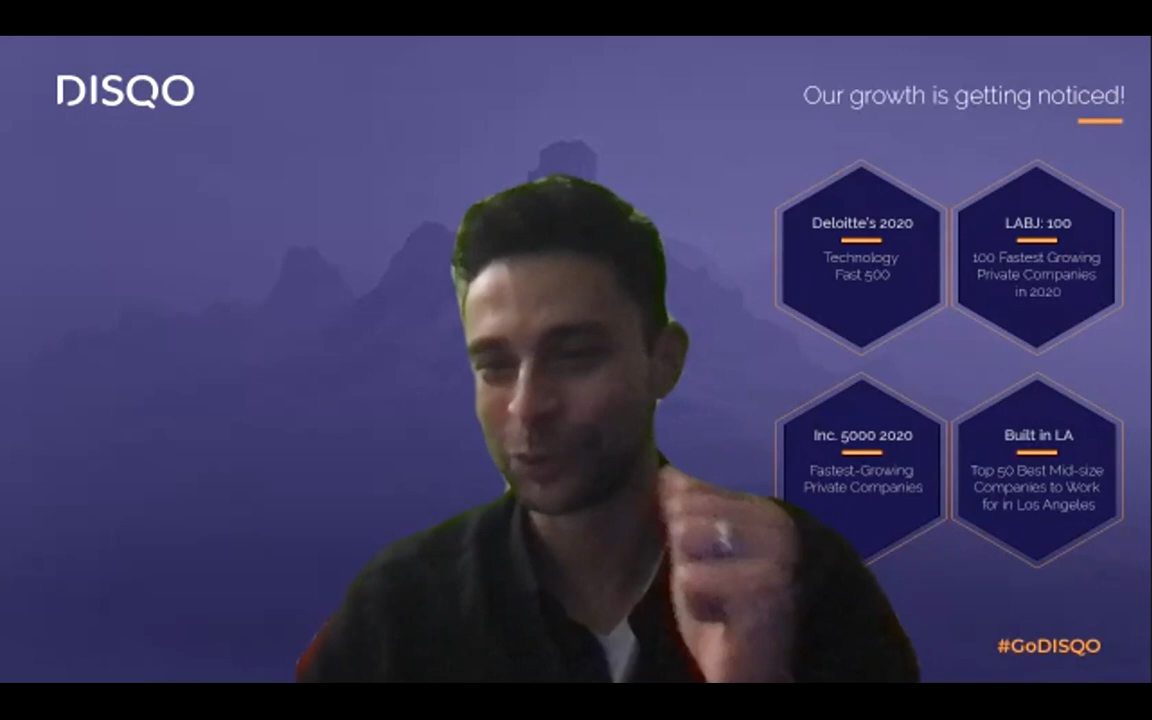 DISQO
Our growth is getting noticed!
Deloitte's 2020
Technology
Fast 500
LABJ: 100
100 Fastest Growing
Private Companies
in 2020
Inc. 5000 2020
Fastest-Growing
Private Companies
Built in LA
Top 50 Best Mid-size
Companies to Work
for in Los Angeles
#GoDISQO